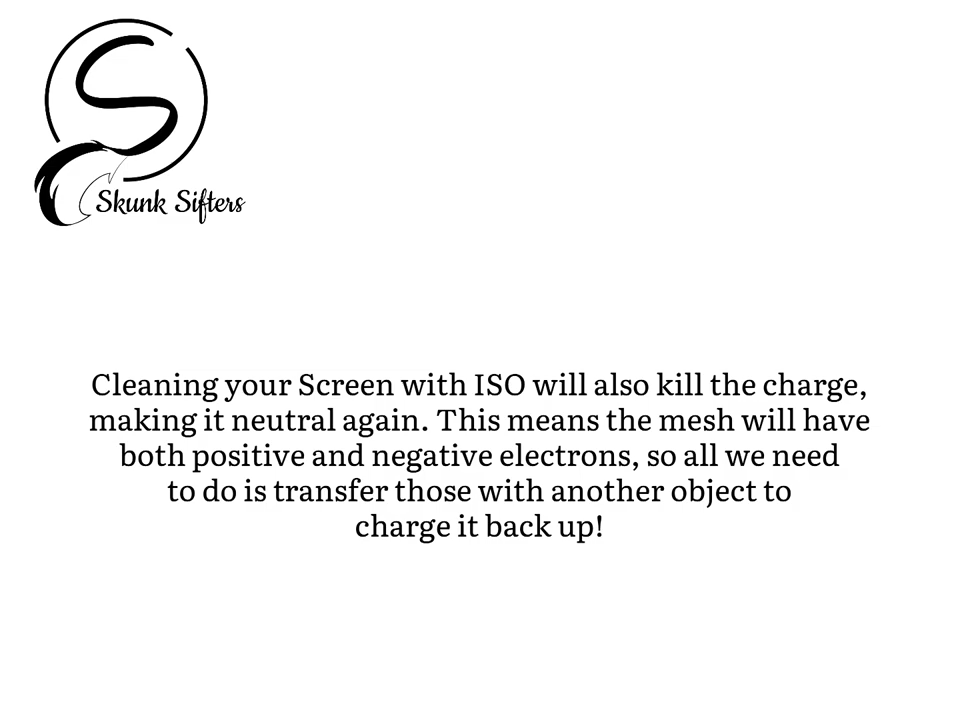 Skunk Sifters
Cleaning your Screen with ISO will also kill the charge,
making it neutral again. This means the mesh will have
both positive and negative electrons, so all we need
to do is transfer those with another object to
charge it back up!